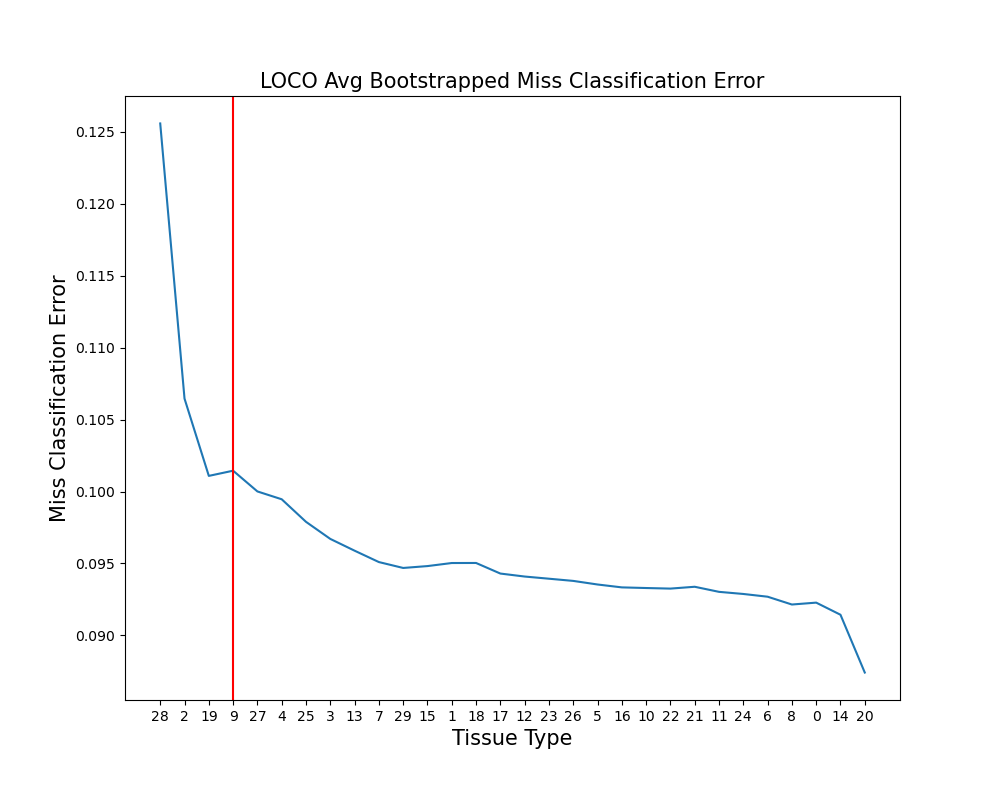 LOCO Avg Bootstrapped Miss Classification Error
0.125
0.120
0.115
0.110
0.105
0.100
0.095
0.090
Miss Classification Error
28 2 19 9 27 4 25 3 13 7 29 15 1 18 17 12 23 26 5 16 10 22 21 11 24 6 8 0 14 20
Tissue Type